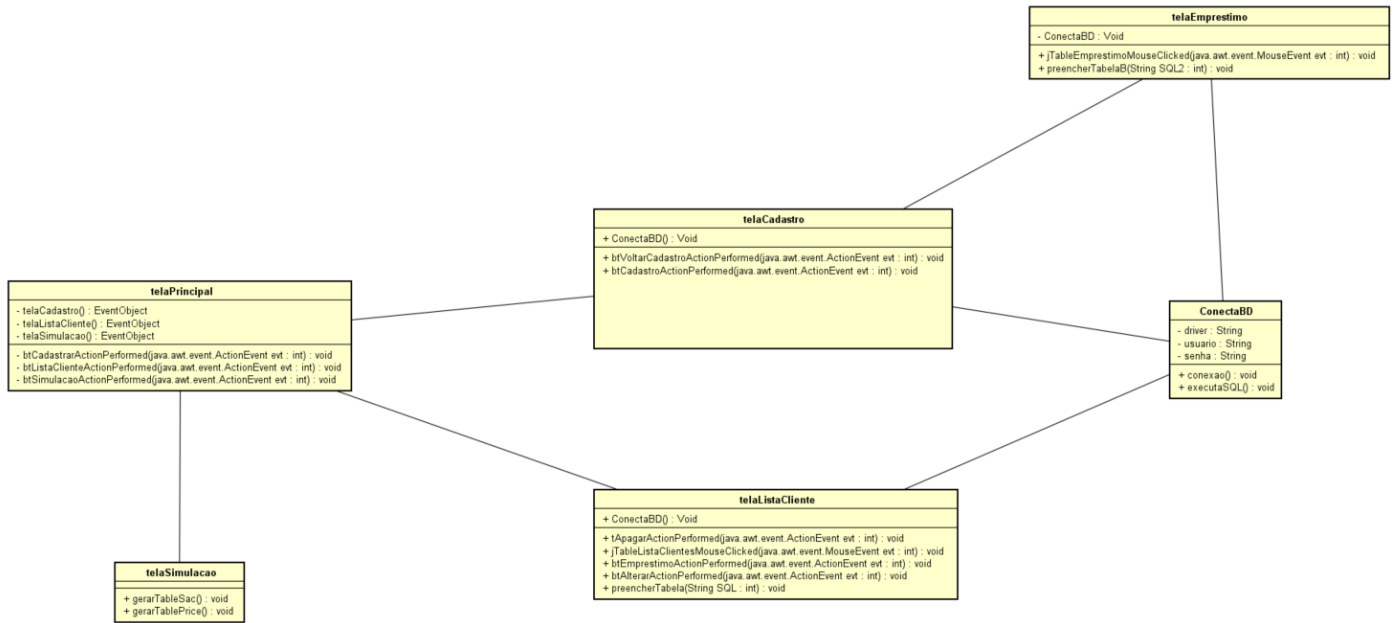 telaEmprestimo
- ConectaBD : Void
+ jTableEmprestimoMouseClicked(java.awt.event.MouseEvent evt : int) : void
+ preencherTabelaB(String SQL2 : int) : void
telaCadastro
+ ConectaBD() : Void
+ btVoltarCadastroActionPerformed(java.awt.event.ActionEvent evt : int) : void
+ btCadastroActionPerformed(java.awt.event.ActionEvent evt : int) : void
telaPrincipal
- telaCadastro() : EventObject
- telaListaCliente() : EventObject
- telaSimulacao() : EventObject
- btCadastrarActionPerformed(java.awt.event.ActionEvent evt : int) : void
- btListaClienteActionPerformed(java.awt.event.ActionEvent evt : int) : void
- btSimulacaoActionPerformed(java.awt.event.ActionEvent evt : int) : void
ConectaBD
- driver : String
- usuario : String
- senha : String
+ conexao() : void
+ executaSQL() : void
telaListaCliente
+ ConectaBD() : Void
+ tApagarActionPerformed(java.awt.event.ActionEvent evt : int) : void
+ jTableListaClientesMouseClicked(java.awt.event.MouseEvent evt : int) : void
+ btEmprestimoActionPerformed(java.awt.event.ActionEvent evt : int) : void
+ btAlterarActionPerformed(java.awt.event.ActionEvent evt : int) : void
+ preencherTabela(String SQL : int) : void
telaSimulacao
+ gerarTableSac() : void
+ gerarTablePrice() : void